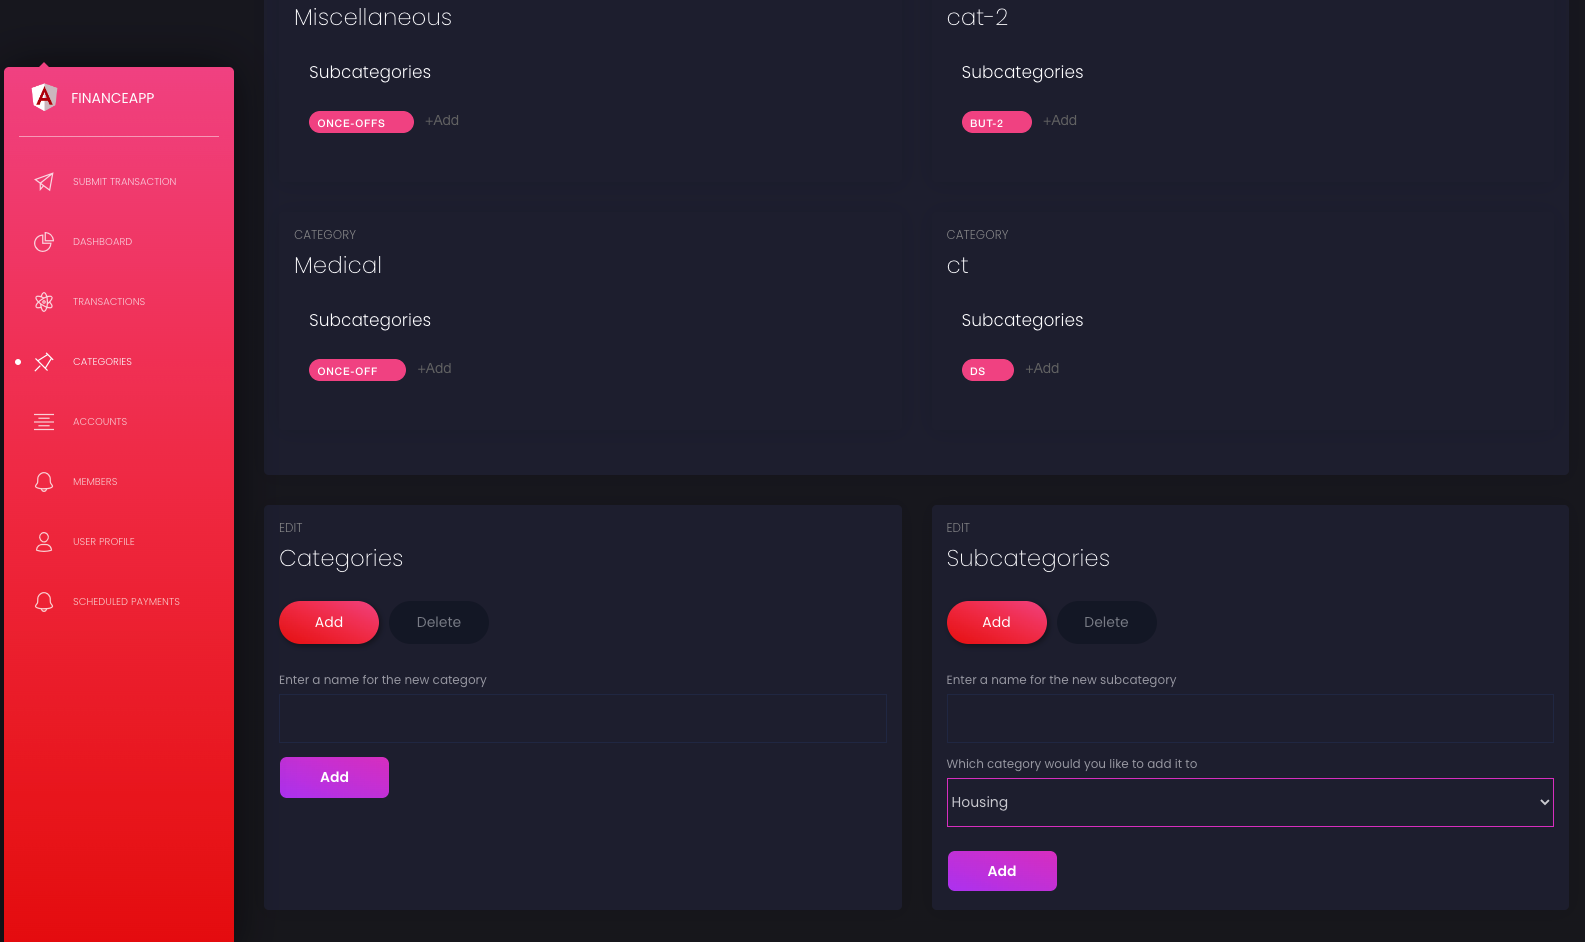 FINANCEAPP
SUBMIT TRANSACTION
DASHBOARD
TRANSACTIONS
CATEGORIES
ACCOUNTS
MEMBERS
USER PROFILE
SCHEDULED PAYMENTS
Miscellaneous
Subcategories
ONCE-OFFS +Add
cat-2
Subcategories
BUT-2 +Add
CATEGORY
Medical
Subcategories
ONCE-OFF +Add
CATEGORY
ct
Subcategories
DS +Add
EDIT
Categories
Add Delete
Enter a name for the new category
Add
EDIT
Subcategories
Add Delete
Enter a name for the new subcategory
Which category would you like to add it to
Housing
Add